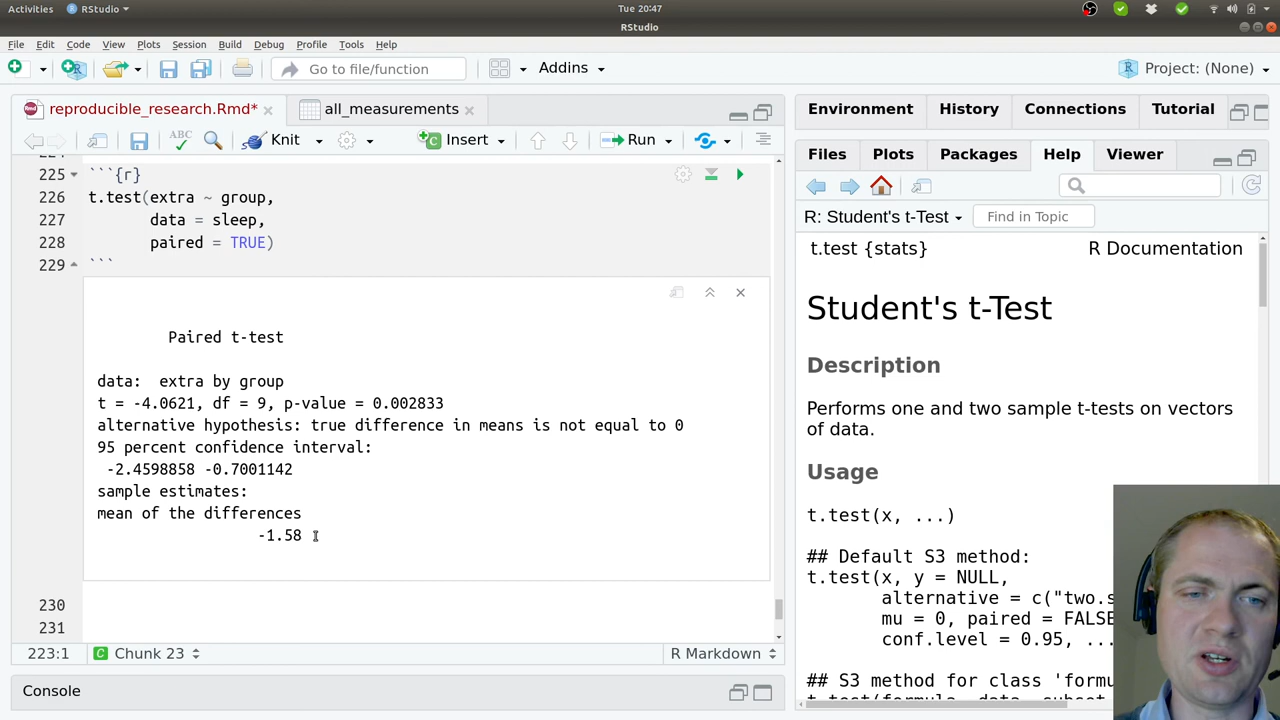 Activities RStudio Tue 20:47
RStudio
File Edit Code View Plots Session Build Debug Profile Tools Help
Go to file/function Addins Project: (None)
reproducible_research.Rmd* all_measurements
ABC Knit Insert Run
225 ```{r}
226 t.test(extra ~ group,
227 data = sleep,
228 paired = TRUE)
229 ```
Paired t-test
data: extra by group
t = -4.0621, df = 9, p-value = 0.002833
alternative hypothesis: true difference in means is not equal to 0
95 percent confidence interval:
-2.4598858 -0.7001142
sample estimates:
mean of the differences
-1.58
230
231
223:1 C Chunk 23 R Markdown
Console
Environment History Connections Tutorial
Files Plots Packages Help Viewer
R: Student's t-Test Find in Topic
t.test {stats} R Documentation
Student's t-Test
Description
Performs one and two sample t-tests on vectors
of data.
Usage
t.test(x, ...)
## Default S3 method:
t.test(x, y = NULL,
alternative = c("two.s
mu = 0, paired = FALSE
conf.level = 0.95, ...
## S3 method for class 'formu